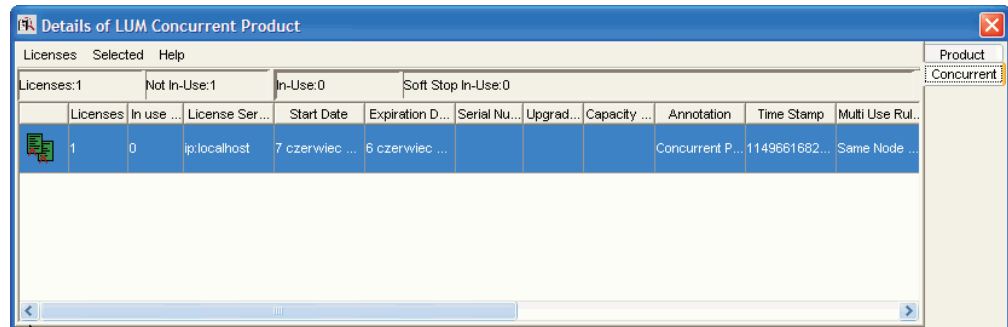 Details of LUM Concurrent Product
Licenses Selected Help
Product
Concurrent
Licenses:1 Not In-Use:1 In-Use:0 Soft Stop In-Use:0
Licenses In use ... License Ser... Start Date Expiration D... Serial Nu... Upgrad... Capacity ... Annotation Time Stamp Multi Use Rul...
1 0 ip:localhost 7 czerwiec ... 6 czerwiec ... Concurrent P... 1149661682... Same Node ...